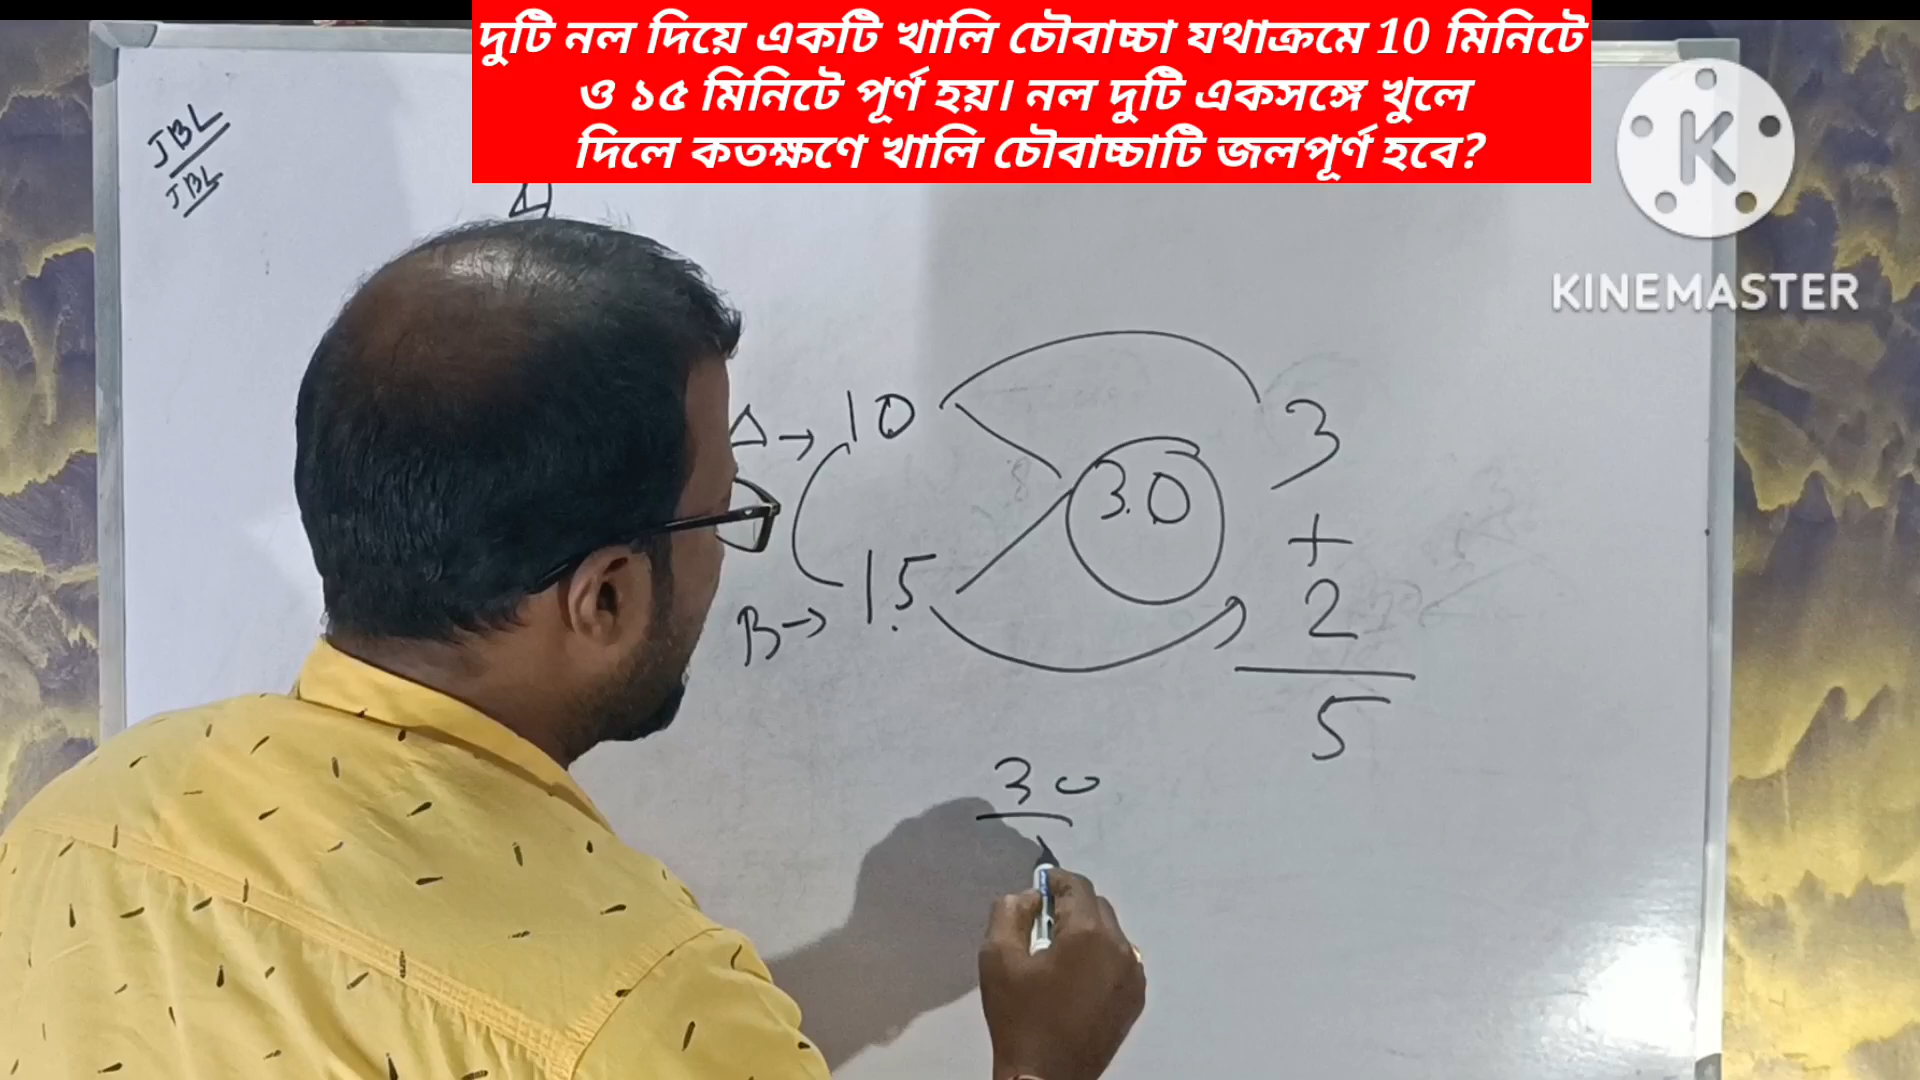 দুটি নল দিয়ে একটি খালি চৌবাচ্চা যথাক্রমে 10 মিনিটে
ও ১৫ মিনিটে পূর্ণ হয়। নল দুটি একসঙ্গে খুলে
দিলে কতক্ষণে খালি চৌবাচ্চাটি জলপূর্ণ হবে?
K
KINEMASTER
JBL
JBL
A → 10
3
30
+
B → 15
2
5
30